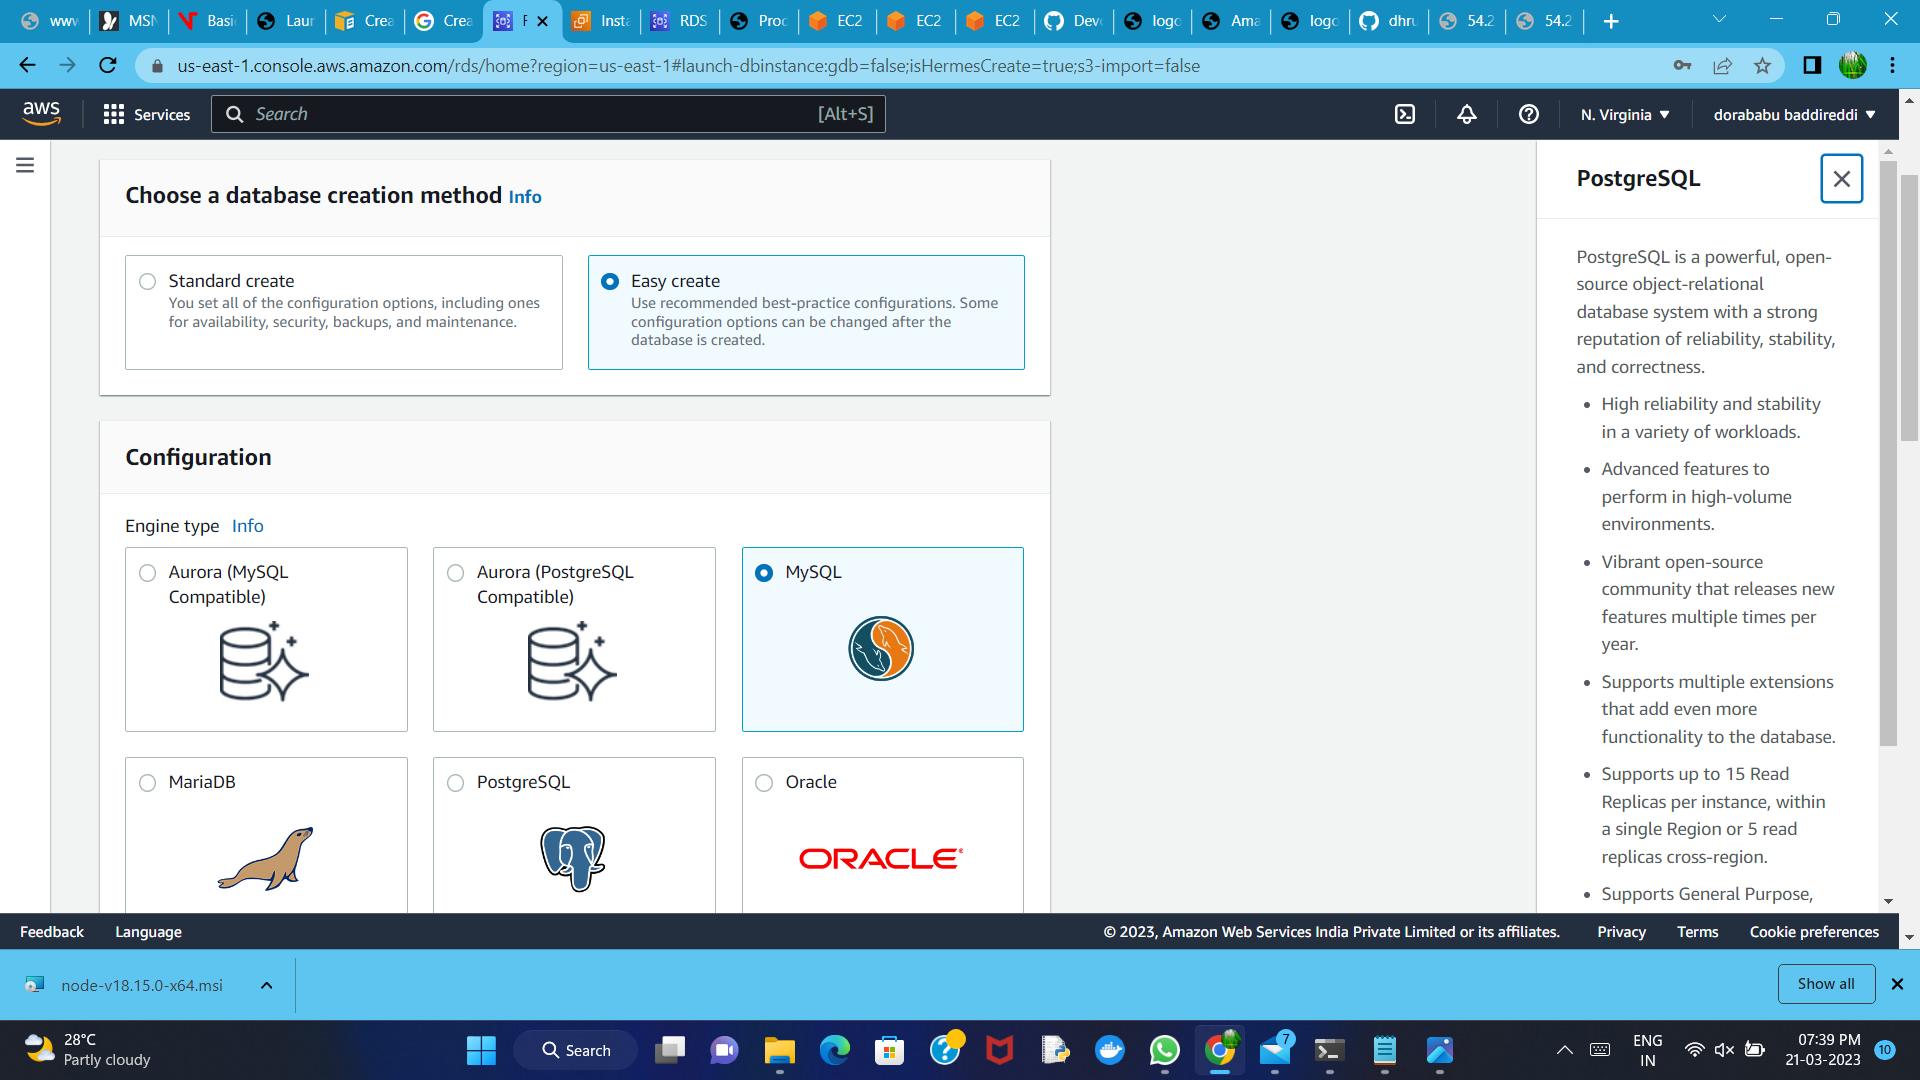 www
MSN
Basi
Laun
Crea
Crea
Insta
RDS
Proc
EC2
EC2
EC2
Deve
logo
Ama
logo
dhru
54.2
54.2
us-east-1.console.aws.amazon.com/rds/home?region=us-east-1#launch-dbinstance:gdb=false;isHermesCreate=true;s3-import=false
aws
Services
Search
[Alt+S]
N. Virginia
dorababu baddireddi
Choose a database creation method Info
Standard create
You set all of the configuration options, including ones
for availability, security, backups, and maintenance.
Easy create
Use recommended best-practice configurations. Some
configuration options can be changed after the
database is created.
Configuration
Engine type Info
Aurora (MySQL
Compatible)
Aurora (PostgreSQL
Compatible)
MySQL
MariaDB
PostgreSQL
Oracle
ORACLE
PostgreSQL
PostgreSQL is a powerful, open-
source object-relational
database system with a strong
reputation of reliability, stability,
and correctness.
• High reliability and stability
in a variety of workloads.
• Advanced features to
perform in high-volume
environments.
• Vibrant open-source
community that releases new
features multiple times per
year.
• Supports multiple extensions
that add even more
functionality to the database.
• Supports up to 15 Read
Replicas per instance, within
a single Region or 5 read
replicas cross-region.
• Supports General Purpose,
Feedback
Language
© 2023, Amazon Web Services India Private Limited or its affiliates.
Privacy
Terms
Cookie preferences
node-v18.15.0-x64.msi
Show all
28°C
Partly cloudy
Search
7
ENG
IN
07:39 PM
21-03-2023
10